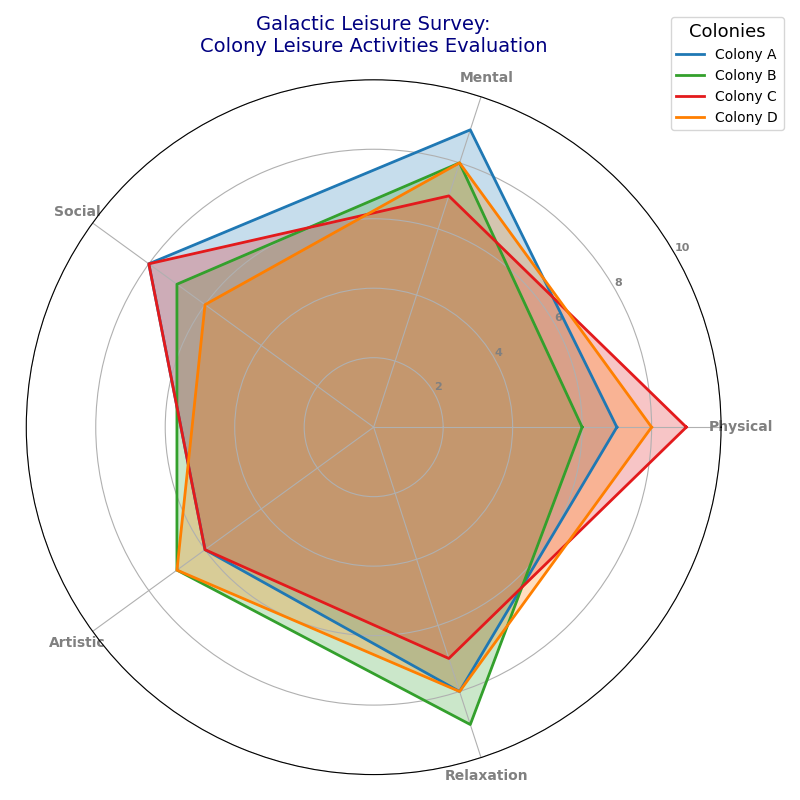 Galactic Leisure Survey:
Colony Leisure Activities Evaluation
Colonies
Colony A
Colony B
Colony C
Colony D
Mental
Social
Physical
Artistic
Relaxation
10
8
6
4
2